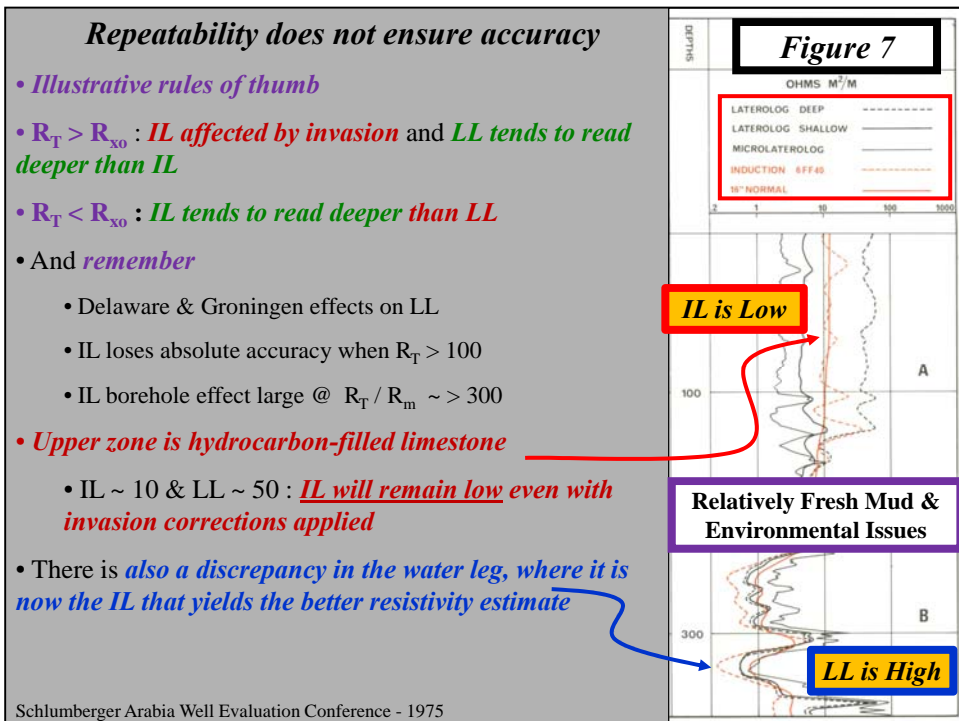 Repeatability does not ensure accuracy
• Illustrative rules of thumb
• RT > Rxo : IL affected by invasion and LL tends to read
deeper than IL
• RT < Rxo : IL tends to read deeper than LL
• And remember
• Delaware & Groningen effects on LL
• IL loses absolute accuracy when RT > 100
• IL borehole effect large @ RT / Rm ~ > 300
• Upper zone is hydrocarbon-filled limestone
• IL ~ 10 & LL ~ 50 : IL will remain low even with
invasion corrections applied
• There is also a discrepancy in the water leg, where it is
now the IL that yields the better resistivity estimate
Schlumberger Arabia Well Evaluation Conference - 1975
DEPTHS
Figure 7
OHMS M²/M
LATEROLOG DEEP
LATEROLOG SHALLOW
MICROLATEROLOG
INDUCTION 6FF40
16" NORMAL
.2 1 10 100 1000
IL is Low
A
100
Relatively Fresh Mud &
Environmental Issues
B
300
LL is High